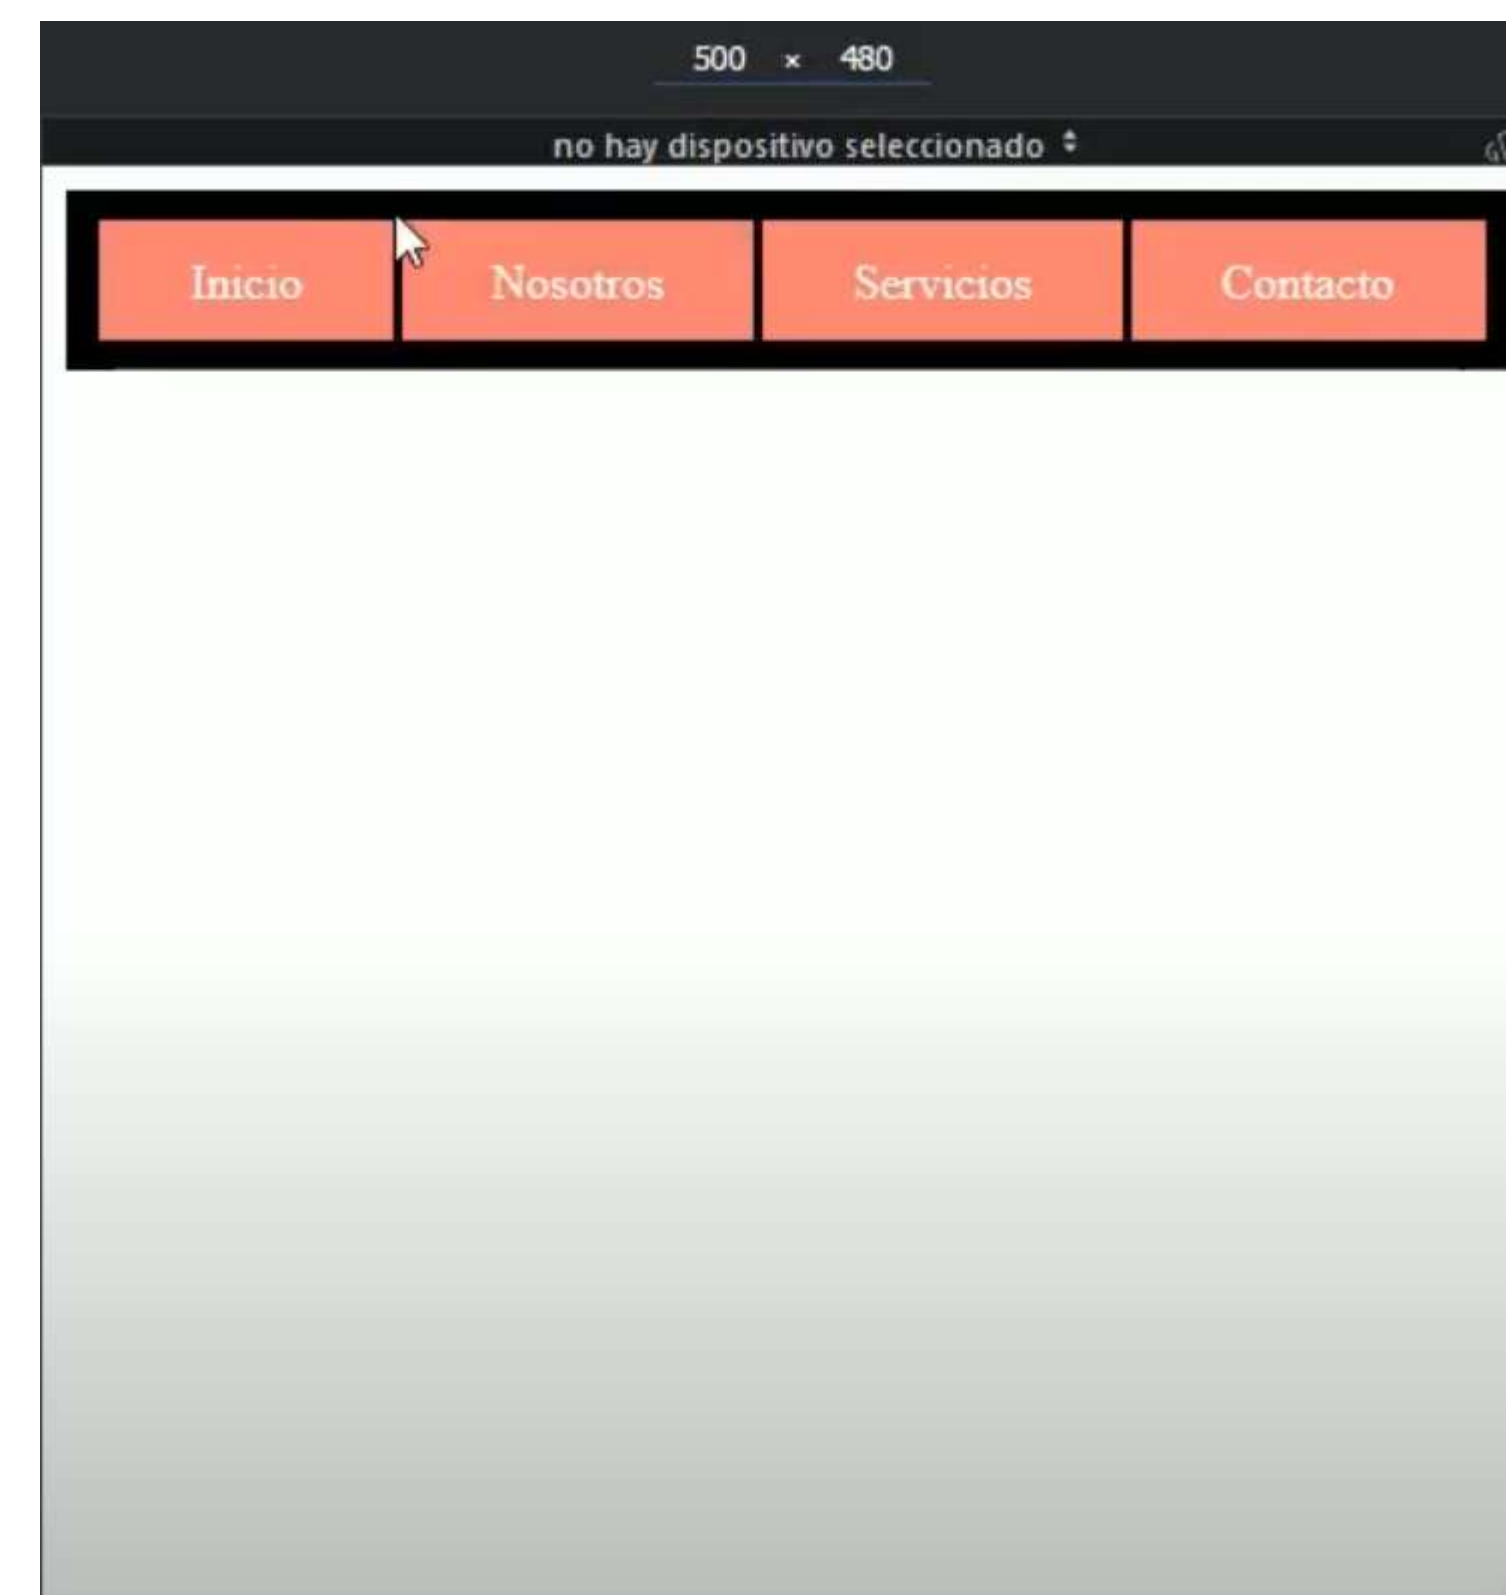 500 × 480
no hay dispositivo seleccionado
Inicio Nosotros Servicios Contacto